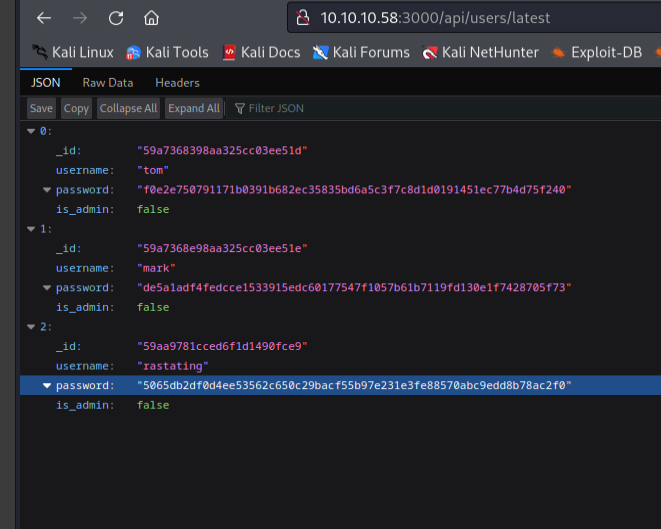 10.10.10.58:3000/api/users/latest
Kali Linux Kali Tools Kali Docs Kali Forums Kali NetHunter Exploit-DB
JSON Raw Data Headers
Save Copy Collapse All Expand All Filter JSON
0:
_id: "59a7368398aa325cc03ee51d"
username: "tom"
password: "f0e2e750791171b0391b682ec35835bd6a5c3f7c8d1d0191451ec77b4d75f240"
is_admin: false
1:
_id: "59a7368e98aa325cc03ee51e"
username: "mark"
password: "de5a1adf4fedcce1533915edc60177547f1057b61b7119fd130e1f7428705f73"
is_admin: false
2:
_id: "59aa9781cced6f1d1490fce9"
username: "rastating"
password: "5065db2df0d4ee53562c650c29bacf55b97e231e3fe88570abc9edd8b78ac2f0"
is_admin: false